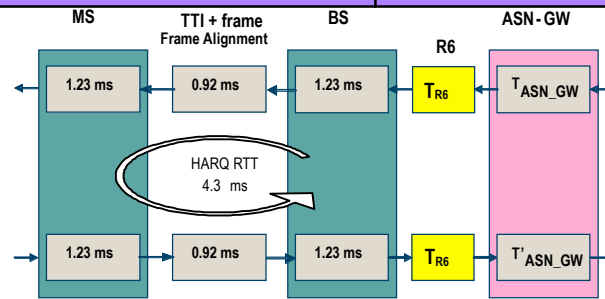 MS
TTI + frame
Frame Alignment
BS
R6
ASN-GW
1.23 ms
0.92 ms
1.23 ms
TR6
TASN_GW
HARQ RTT
4.3 ms
1.23 ms
0.92 ms
1.23 ms
TR6
T'ASN_GW